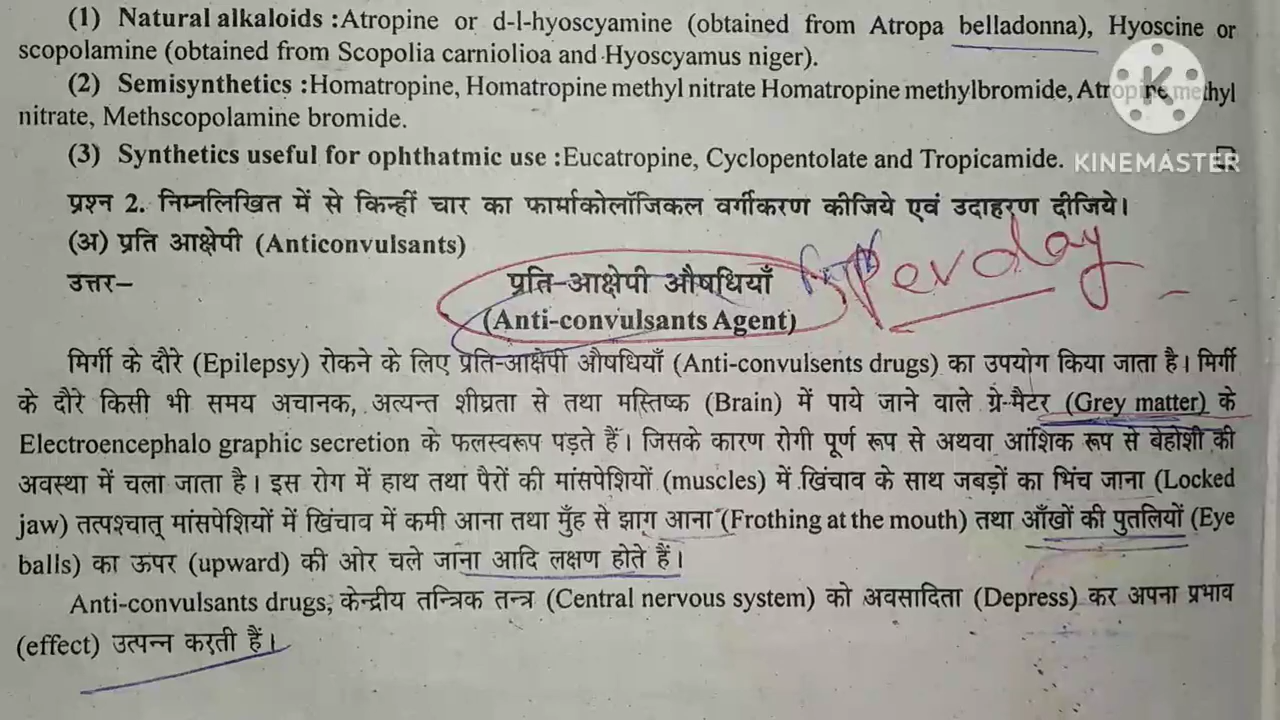 (1) Natural alkaloids :Atropine or d-l-hyoscyamine (obtained from Atropa belladonna), Hyoscine or
scopolamine (obtained from Scopolia carniolioa and Hyoscyamus niger).
(2) Semisynthetics :Homatropine, Homatropine methyl nitrate Homatropine methylbromide, Atropine methyl
nitrate, Methscopolamine bromide.
(3) Synthetics useful for ophthatmic use :Eucatropine, Cyclopentolate and Tropicamide.
K
KINEMASTER
प्रश्न 2. निम्नलिखित में से किन्हीं चार का फार्माकोलॉजिकल वर्गीकरण कीजिये एवं उदाहरण दीजिये।
(अ) प्रति आक्षेपी (Anticonvulsants)
उत्तर–
प्रति-आक्षेपी औषधियाँ
Per day
(Anti-convulsants Agent)
मिर्गी के दौरे (Epilepsy) रोकने के लिए प्रति-आक्षेपी औषधियाँ (Anti-convulsents drugs) का उपयोग किया जाता है। मिर्गी
के दौरे किसी भी समय अचानक, अत्यन्त शीघ्रता से तथा मस्तिष्क (Brain) में पाये जाने वाले ग्रे-मैटर (Grey matter) के
Electroencephalo graphic secretion के फलस्वरूप पड़ते हैं। जिसके कारण रोगी पूर्ण रूप से अथवा आंशिक रूप से बेहोशी की
अवस्था में चला जाता है। इस रोग में हाथ तथा पैरों की मांसपेशियों (muscles) में खिंचाव के साथ जबड़ों का भिंच जाना (Locked
jaw) तत्पश्चात् मांसपेशियों में खिंचाव में कमी आना तथा मुँह से झाग आना (Frothing at the mouth) तथा आँखों की पुतलियों (Eye
balls) का ऊपर (upward) की ओर चले जाना आदि लक्षण होते हैं।
Anti-convulsants drugs, केन्द्रीय तन्त्रिक तन्त्र (Central nervous system) को अवसादिता (Depress) कर अपना प्रभाव
(effect) उत्पन्न करती हैं।